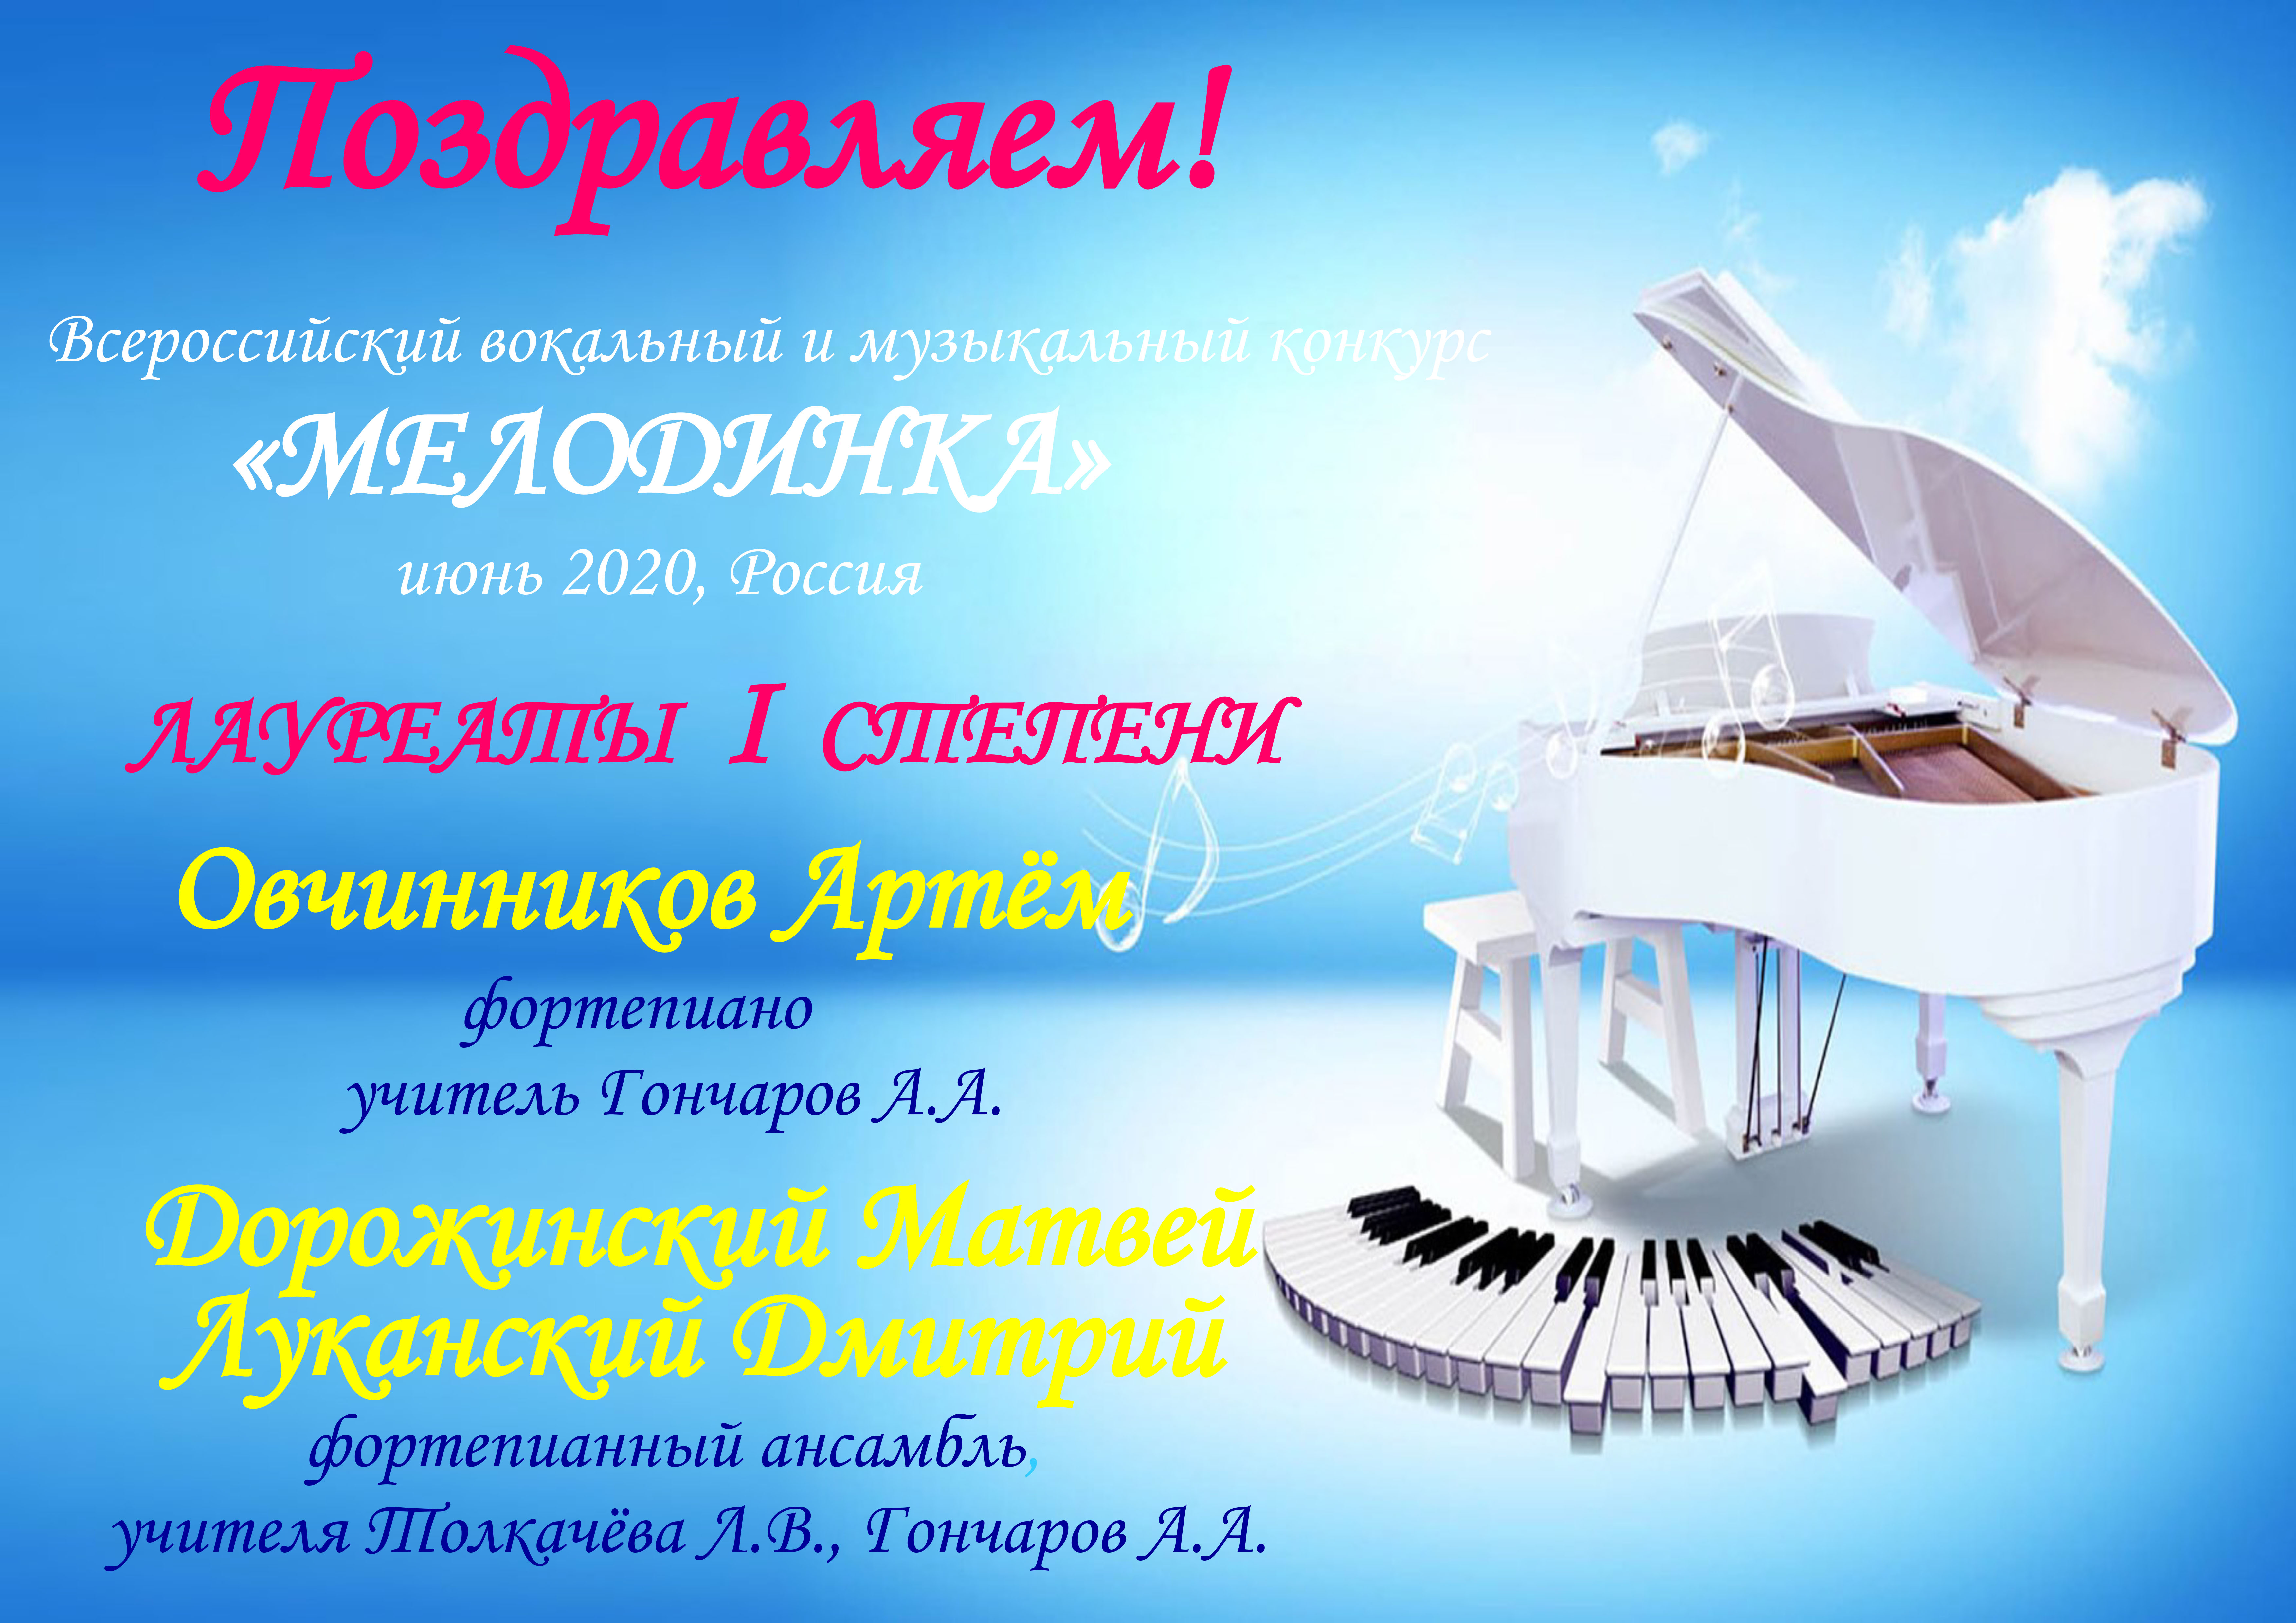 Поздравляем!
Всероссийский вокальный и музыкальный конкурс
«МЕЛОДИНКА»
июнь 2020, Россия
ЛАУРЕАТЫ I СТЕПЕНИ
Овчинников Артём
фортепиано
учитель Гончаров А.А.
Дорожинский Матвей
Луканский Дмитрий
фортепианный ансамбль,
учителя Толкачёва Л.В., Гончаров А.А.